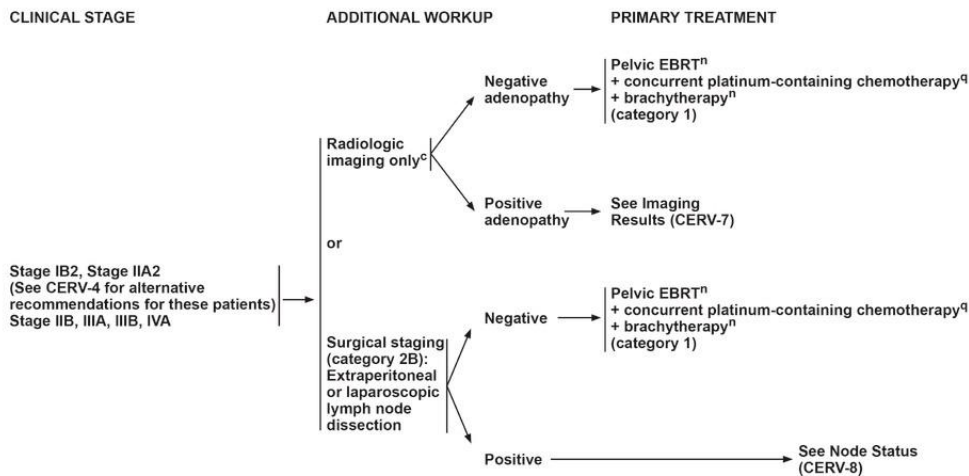 CLINICAL STAGE
ADDITIONAL WORKUP
PRIMARY TREATMENT
Stage IB2, Stage IIA2
(See CERV-4 for alternative
recommendations for these patients)
Stage IIB, IIIA, IIIB, IVA
Radiologic
imaging onlyᶜ
Negative
adenopathy
Pelvic EBRTⁿ
+ concurrent platinum-containing chemotherapy^q
+ brachytherapyⁿ
(category 1)
Positive
adenopathy
See Imaging
Results (CERV-7)
or
Surgical staging
(category 2B):
Extraperitoneal
or laparoscopic
lymph node
dissection
Negative
Pelvic EBRTⁿ
+ concurrent platinum-containing chemotherapy^q
+ brachytherapyⁿ
(category 1)
Positive
See Node Status
(CERV-8)